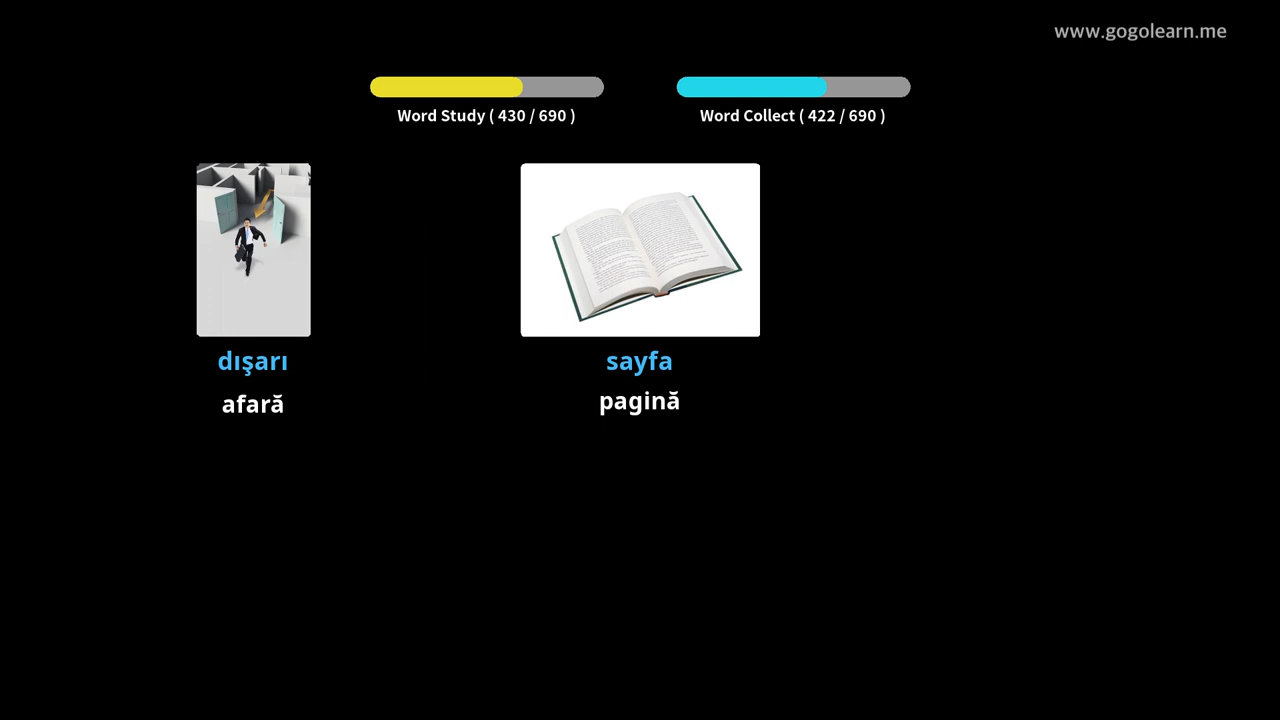 www.gogolearn.me
Word Study ( 430 / 690 )
Word Collect ( 422 / 690 )
dışarı
afară
sayfa
pagină